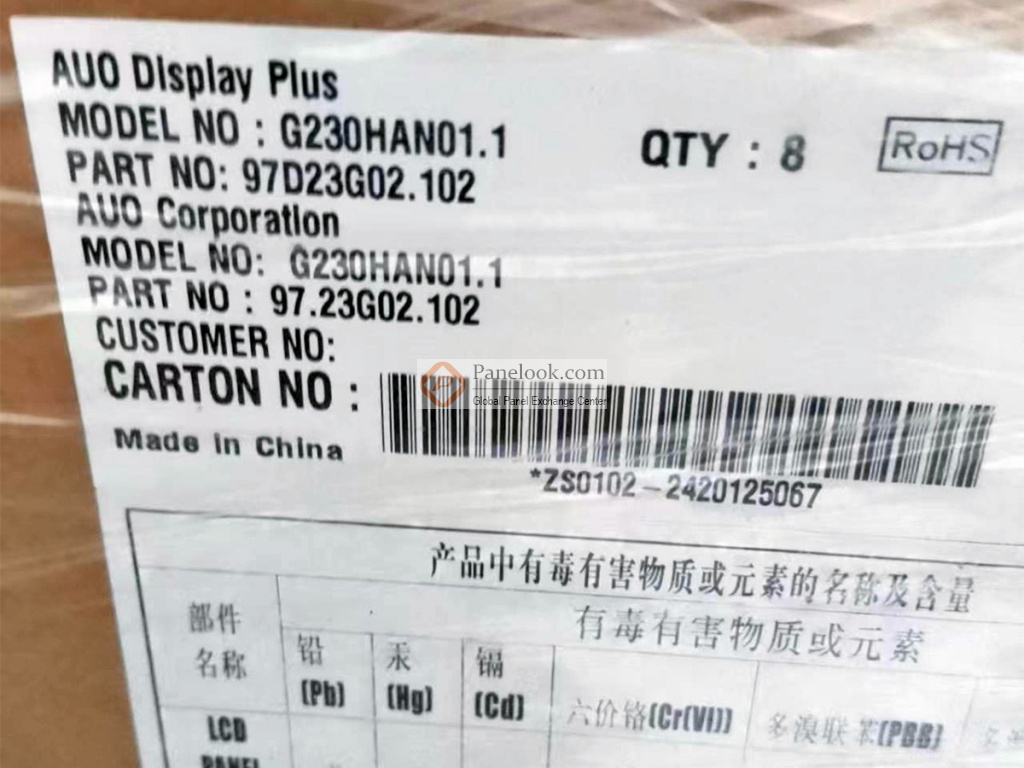 AUO Display Plus
MODEL NO : G230HAN01.1
QTY : 8
RoHS
PART NO: 97D23G02.102
AUO Corporation
MODEL NO: G230HAN01.1
PART NO : 97.23G02.102
CUSTOMER NO:
CARTON NO :
Panelook.com
Global Panel Exchange Center
Made in China
*ZS0102-2420125067
产品中有毒有害物质或元素的名称及含量
有毒有害物质或元素
部件
名称
铅
(Pb)
汞
(Hg)
镉
(Cd)
六价铬(Cr(VI))
多溴联苯(PBB)
LCD
PANEL